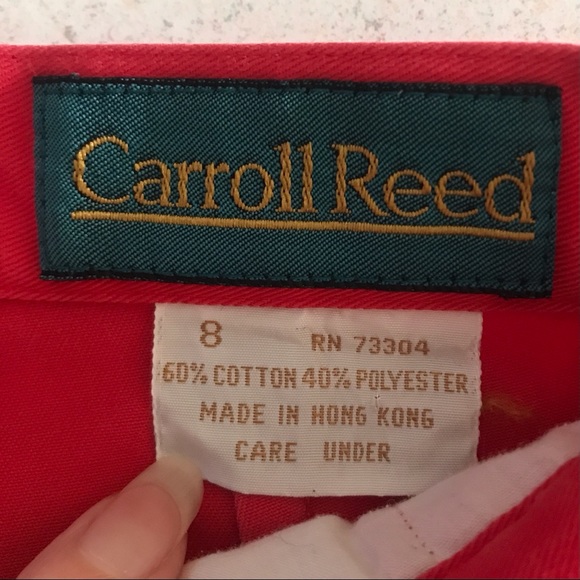 Carroll Reed
8 RN 73304
60% COTTON 40% POLYESTER
MADE IN HONG KONG
CARE UNDER